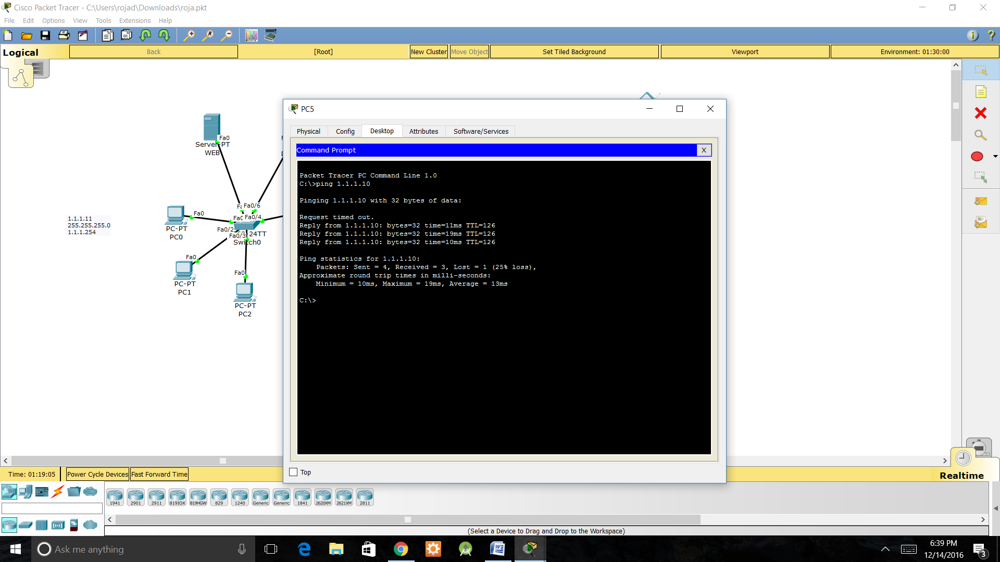 Cisco Packet Tracer - C:\Users\rojad\Downloads\roja.pkt
File Edit Options View Tools Extensions Help
Logical
Back
[Root]
New Cluster
Move Object
Set Tiled Background
Viewport
Environment: 01:30:00
Fa0
Server-PT
WEB
1.1.1.11
255.255.255.0
1.1.1.254
Fa0
PC-PT
PC0
Fa0/6
Fa0/4
Fa0/2
Fa0/3
24TT
Switch0
Fa0
PC-PT
PC1
Fa0
PC-PT
PC2
PC5
Physical Config Desktop Attributes Software/Services
Command Prompt
X
Packet Tracer PC Command Line 1.0
C:\>ping 1.1.1.10
Pinging 1.1.1.10 with 32 bytes of data:
Request timed out.
Reply from 1.1.1.10: bytes=32 time=11ms TTL=126
Reply from 1.1.1.10: bytes=32 time=19ms TTL=126
Reply from 1.1.1.10: bytes=32 time=10ms TTL=126
Ping statistics for 1.1.1.10:
Packets: Sent = 4, Received = 3, Lost = 1 (25% loss),
Approximate round trip times in milli-seconds:
Minimum = 10ms, Maximum = 19ms, Average = 13ms
C:\>
Top
Time: 01:19:05
Power Cycle Devices
Fast Forward Time
Realtime
1941 2901 2911 819IOX 819HGW 829 1240 Generic Generic 1841 2620XM 2621XM 2811
(Select a Device to Drag and Drop to the Workspace)
Ask me anything
6:39 PM
12/14/2016
3